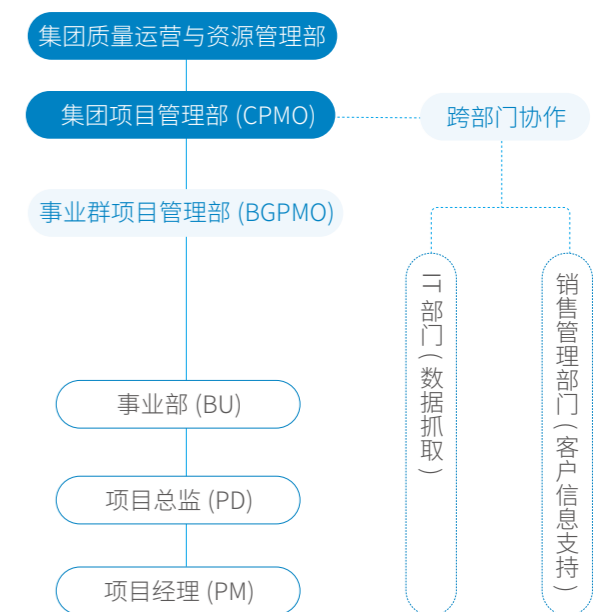 集团质量运营与资源管理部
集团项目管理部 (CPMO)
跨部门协作
事业群项目管理部 (BGPMO)
IT 部门(数据抓取)
销售管理部门(客户信息支持)
事业部 (BU)
项目总监 (PD)
项目经理 (PM)